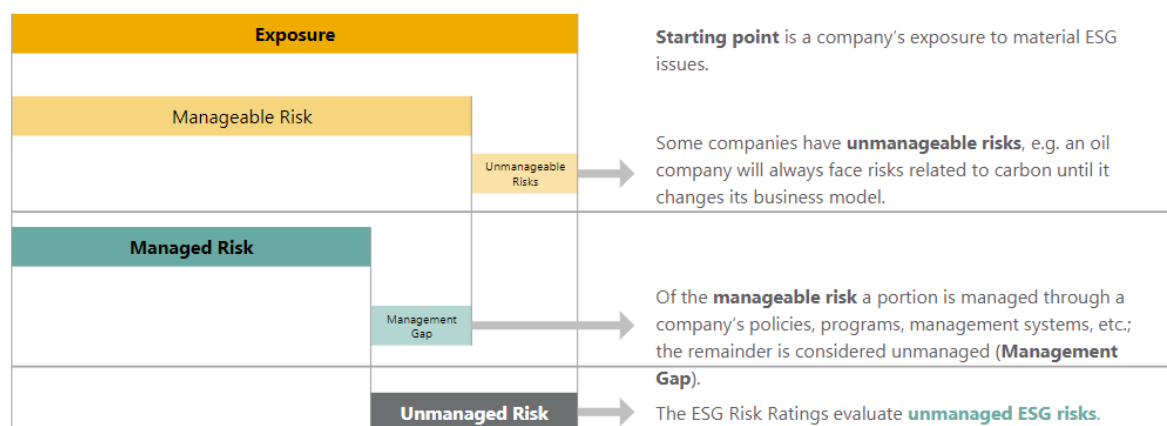 Exposure
Starting point is a company's exposure to material ESG
issues.
Manageable Risk
Unmanageable
Risks
Some companies have unmanageable risks, e.g. an oil
company will always face risks related to carbon until it
changes its business model.
Managed Risk
Management
Gap
Of the manageable risk a portion is managed through a
company's policies, programs, management systems, etc.;
the remainder is considered unmanaged (Management
Gap).
Unmanaged Risk
The ESG Risk Ratings evaluate unmanaged ESG risks.